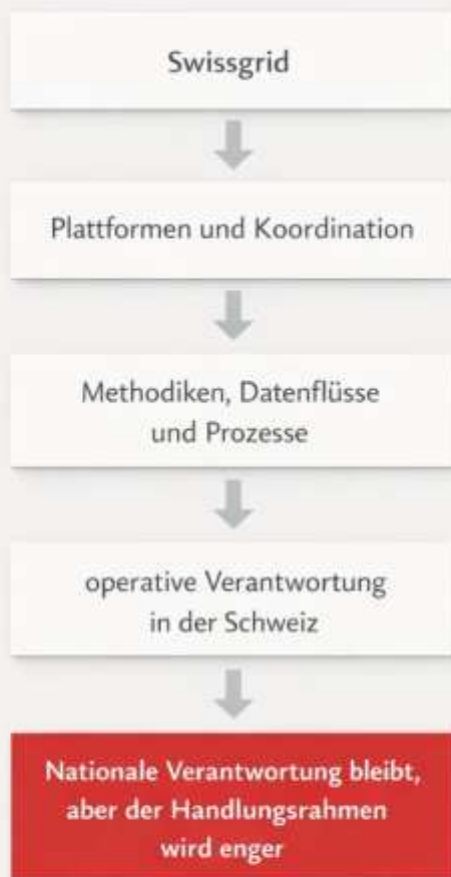 Swissgrid
Plattformen und Koordination
Methodiken, Datenflüsse
und Prozesse
operative Verantwortung
in der Schweiz
Nationale Verantwortung bleibt,
aber der Handlungsrahmen
wird enger